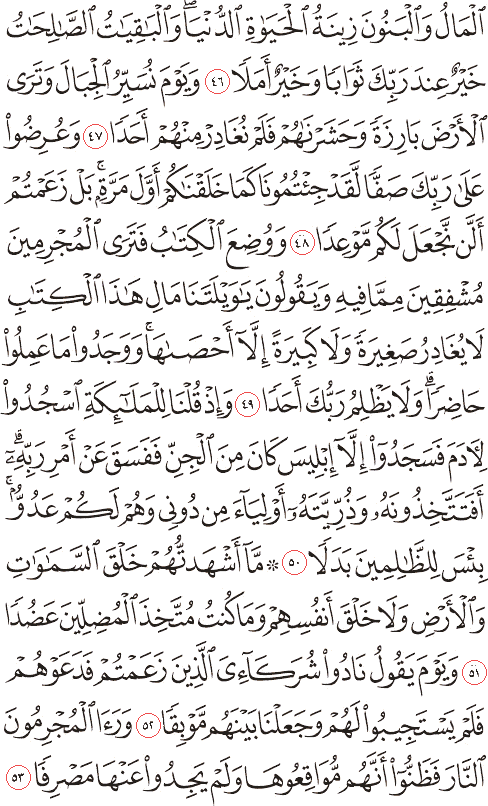 ٱلْمَالُ وَٱلْبَنُونَ زِينَةُ ٱلْحَيَوٰةِ ٱلدُّنْيَاۖ وَٱلْبَٰقِيَٰتُ ٱلصَّٰلِحَٰتُ
خَيْرٌ عِندَ رَبِّكَ ثَوَابًا وَخَيْرٌ أَمَلًا ٤٦ وَيَوْمَ نُسَيِّرُ ٱلْجِبَالَ وَتَرَى
ٱلْأَرْضَ بَارِزَةً وَحَشَرْنَٰهُمْ فَلَمْ نُغَادِرْ مِنْهُمْ أَحَدًا ٤٧ وَعُرِضُوا۟
عَلَىٰ رَبِّكَ صَفًّا لَّقَدْ جِئْتُمُونَا كَمَا خَلَقْنَٰكُمْ أَوَّلَ مَرَّةٍۭۚ بَلْ زَعَمْتُمْ
أَلَّن نَّجْعَلَ لَكُم مَّوْعِدًا ٤٨ وَوُضِعَ ٱلْكِتَٰبُ فَتَرَى ٱلْمُجْرِمِينَ
مُشْفِقِينَ مِمَّا فِيهِ وَيَقُولُونَ يَٰوَيْلَتَنَا مَالِ هَٰذَا ٱلْكِتَٰبِ
لَا يُغَادِرُ صَغِيرَةً وَلَا كَبِيرَةً إِلَّآ أَحْصَىٰهَاۚ وَوَجَدُوا۟ مَا عَمِلُوا۟
حَاضِرًاۗ وَلَا يَظْلِمُ رَبُّكَ أَحَدًا ٤٩ وَإِذْ قُلْنَا لِلْمَلَٰٓئِكَةِ ٱسْجُدُوا۟
لِءَادَمَ فَسَجَدُوٓا۟ إِلَّآ إِبْلِيسَ كَانَ مِنَ ٱلْجِنِّ فَفَسَقَ عَنْ أَمْرِ رَبِّهِۦٓۗ
أَفَتَتَّخِذُونَهُۥ وَذُرِّيَّتَهُۥٓ أَوْلِيَآءَ مِن دُونِى وَهُمْ لَكُمْ عَدُوٌّۢۚ
بِئْسَ لِلظَّٰلِمِينَ بَدَلًا ٥٠ ۞ مَّآ أَشْهَدتُّهُمْ خَلْقَ ٱلسَّمَٰوَٰتِ
وَٱلْأَرْضِ وَلَا خَلْقَ أَنفُسِهِمْ وَمَا كُنتُ مُتَّخِذَ ٱلْمُضِلِّينَ عَضُدًا
٥١ وَيَوْمَ يَقُولُ نَادُوا۟ شُرَكَآءِىَ ٱلَّذِينَ زَعَمْتُمْ فَدَعَوْهُمْ
فَلَمْ يَسْتَجِيبُوا۟ لَهُمْ وَجَعَلْنَا بَيْنَهُم مَّوْبِقًا ٥٢ وَرَءَا ٱلْمُجْرِمُونَ
ٱلنَّارَ فَظَنُّوٓا۟ أَنَّهُم مُّوَاقِعُوهَا وَلَمْ يَجِدُوا۟ عَنْهَا مَصْرِفًا ٥٣